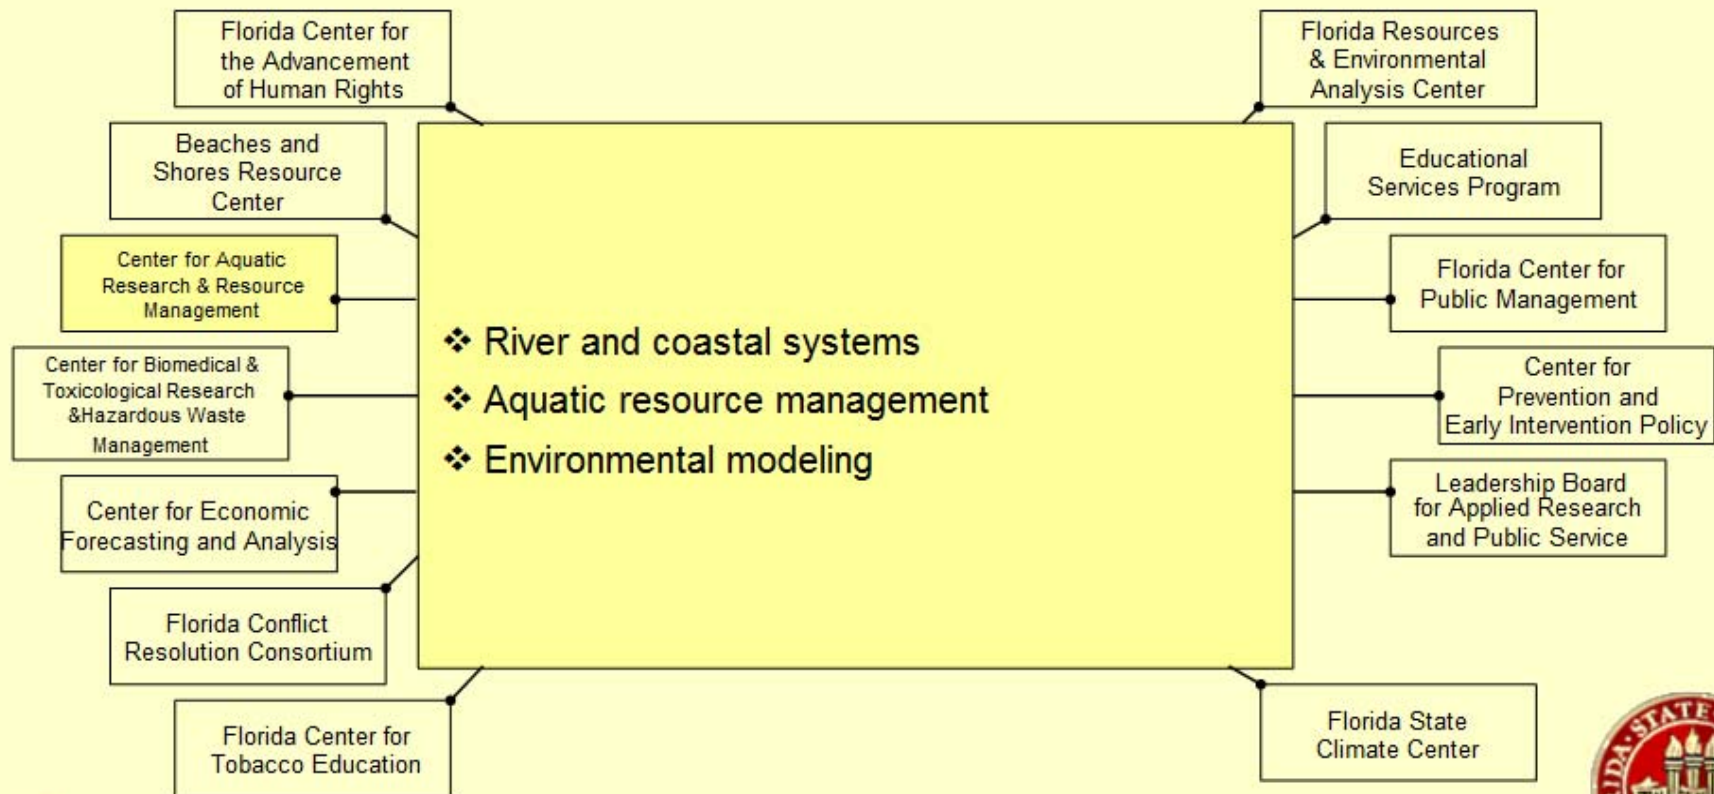 Florida Center for
the Advancement
of Human Rights
Beaches and
Shores Resource
Center
Center for Aquatic
Research & Resource
Management
Center for Biomedical &
Toxicological Research
&Hazardous Waste
Management
Center for Economic
Forecasting and Analysis
Florida Conflict
Resolution Consortium
Florida Center for
Tobacco Education
❖ River and coastal systems
❖ Aquatic resource management
❖ Environmental modeling
Florida Resources
& Environmental
Analysis Center
Educational
Services Program
Florida Center for
Public Management
Center for
Prevention and
Early Intervention Policy
Leadership Board
for Applied Research
and Public Service
Florida State
Climate Center
STATE